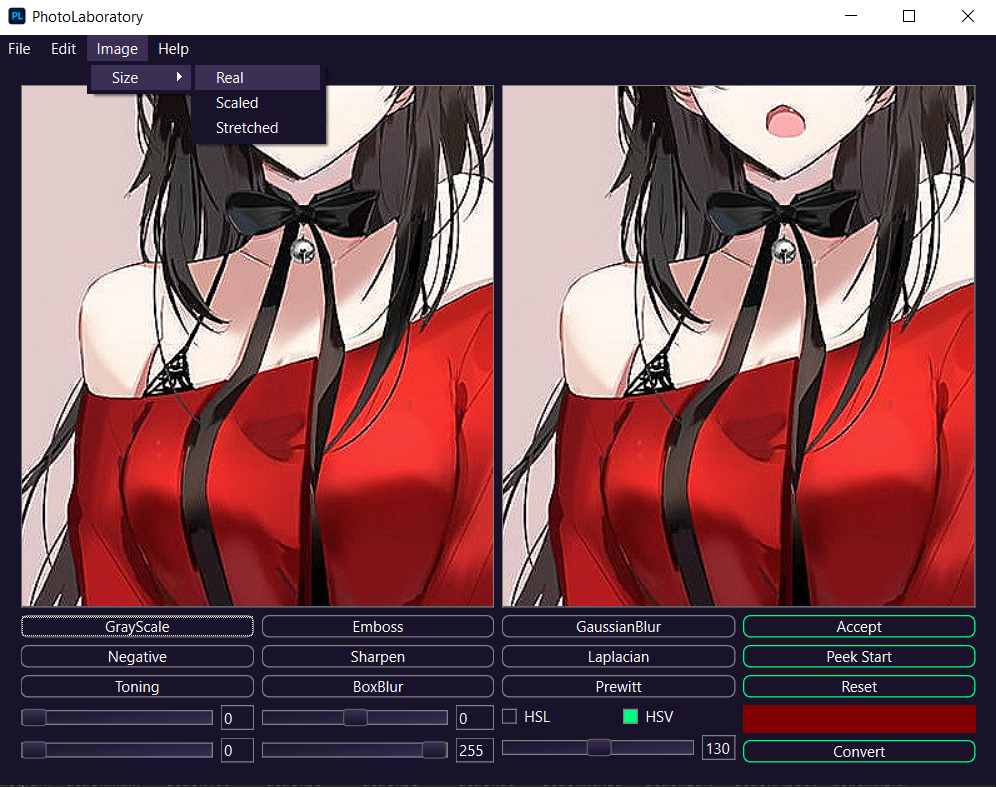 PL PhotoLaboratory
File Edit Image Help
Size Real
Scaled
Stretched
GrayScale Emboss GaussianBlur Accept
Negative Sharpen Laplacian Peek Start
Toning BoxBlur Prewitt Reset
0 0 HSL HSV
0 255 130 Convert